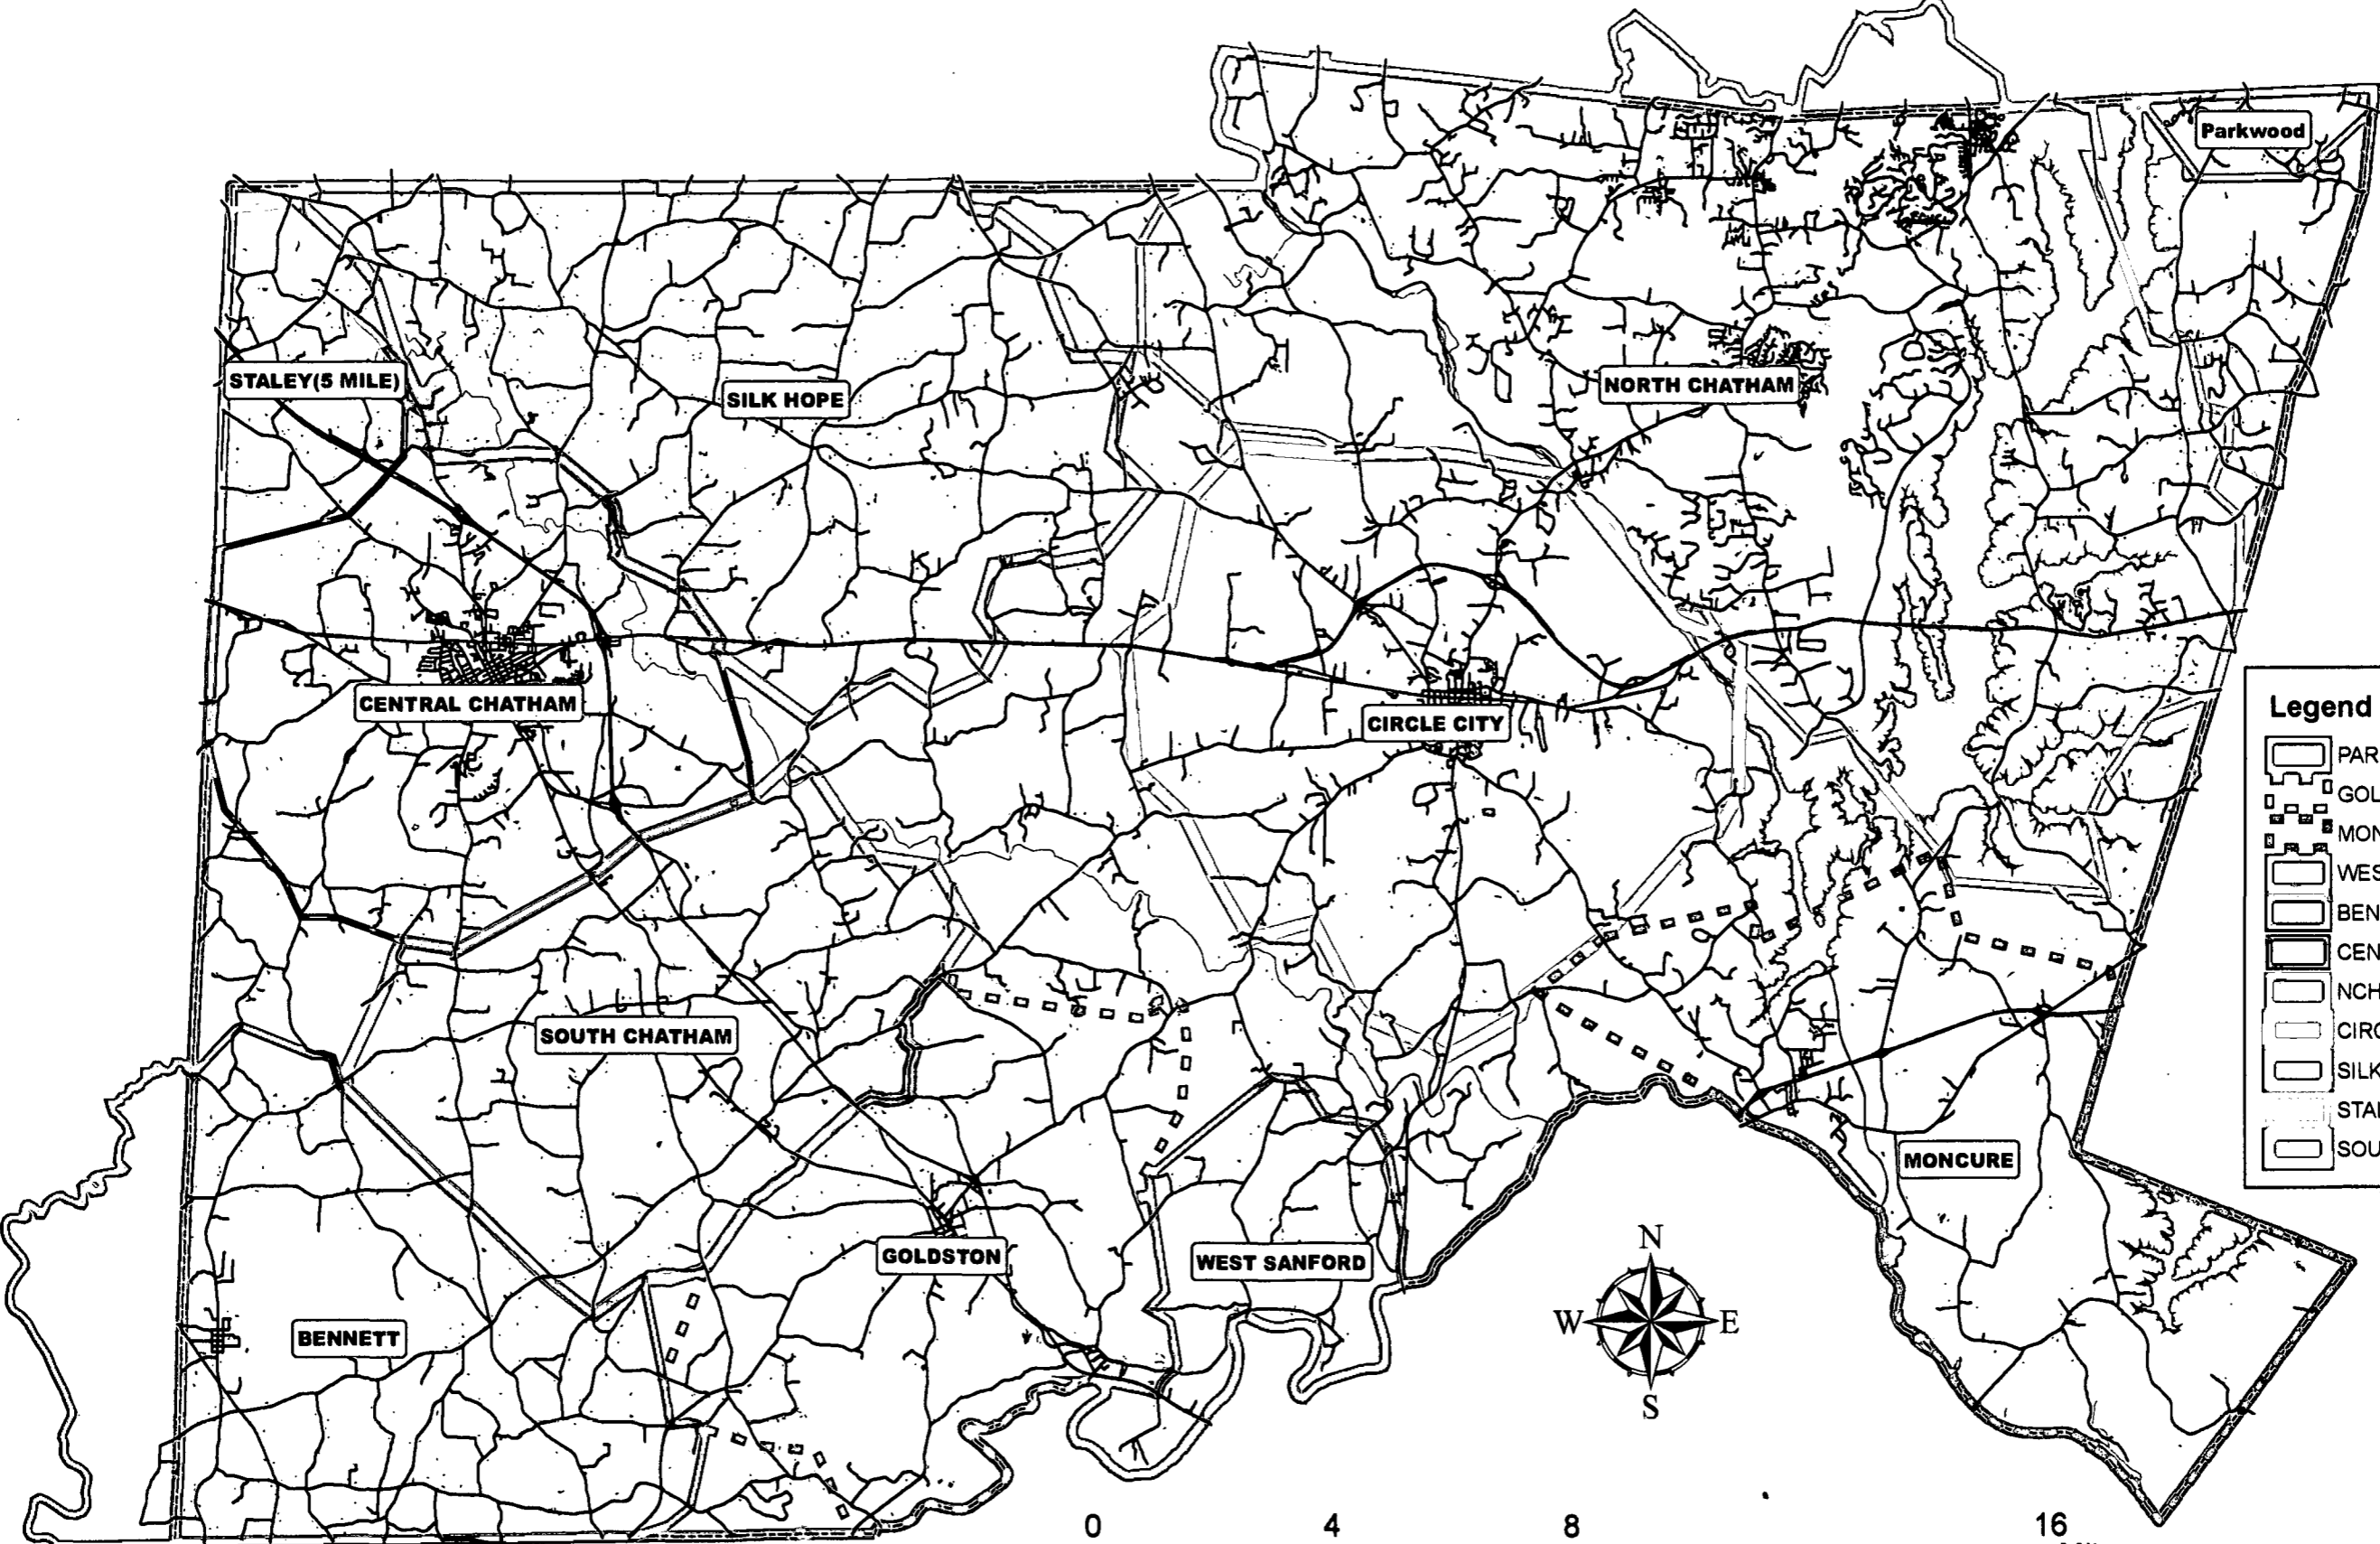 Parkwood
STALEY(5 MILE)
SILK HOPE
NORTH CHATHAM
CENTRAL CHATHAM
CIRCLE CITY
Legend
PAR
GOL
MON
WES
BEN
CEN
NCH
CIRC
SILK
STA
SOU
SOUTH CHATHAM
MONCURE
GOLDSTON
WEST SANFORD
BENNETT
N
W
E
S
0 4 8 16